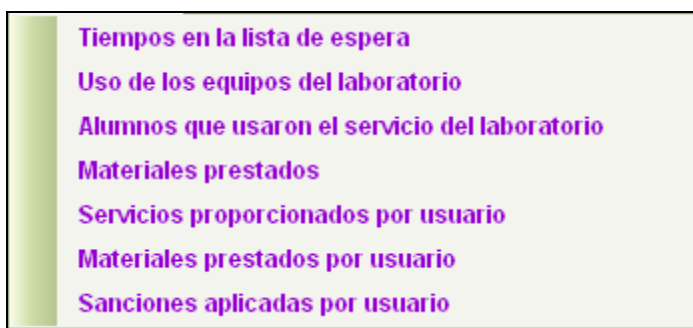 Tiempos en la lista de espera
Uso de los equipos del laboratorio
Alumnos que usaron el servicio del laboratorio
Materiales prestados
Servicios proporcionados por usuario
Materiales prestados por usuario
Sanciones aplicadas por usuario